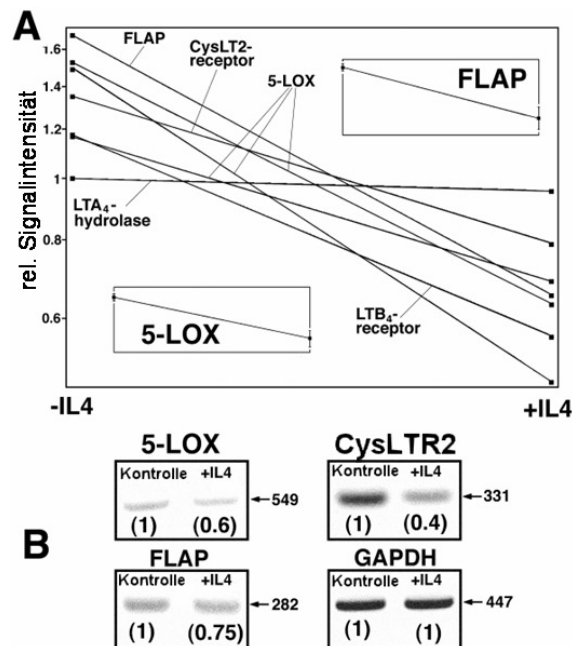 A
rel. Signalintensität
1.6
1.4
1.2
1
0.8
0.6
FLAP
CysLT2-
receptor
5-LOX
FLAP
LTA4-
hydrolase
5-LOX
LTB4-
receptor
-IL4
+IL4
B
5-LOX
Kontrolle +IL4
549
(1) (0.6)
CysLTR2
Kontrolle +IL4
331
(1) (0.4)
FLAP
Kontrolle +IL4
282
(1) (0.75)
GAPDH
Kontrolle +IL4
447
(1) (1)